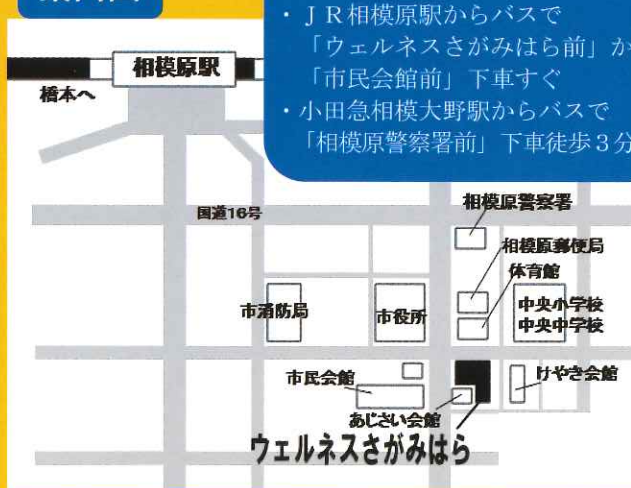 ・ＪＲ相模原駅からバスで
「ウェルネスさがみはら前」か
「市民会館前」下車すぐ
・小田急相模大野駅からバスで
「相模原警察署前」下車徒歩３分
相模原駅
橋本へ
国道16号
相模原警察署
相模原郵便局
体育館
市消防局
市役所
中央小学校
中央中学校
市民会館
けやき会館
あじさい会館
ウェルネスさがみはら